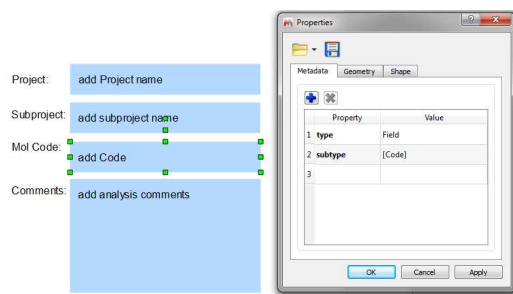 Properties
Metadata Geometry Shape
Property Value
1 type Field
2 subtype [Code]
3
OK Cancel Apply
Project: add Project name
Subproject: add subproject name
Mol Code: add Code
Comments: add analysis comments